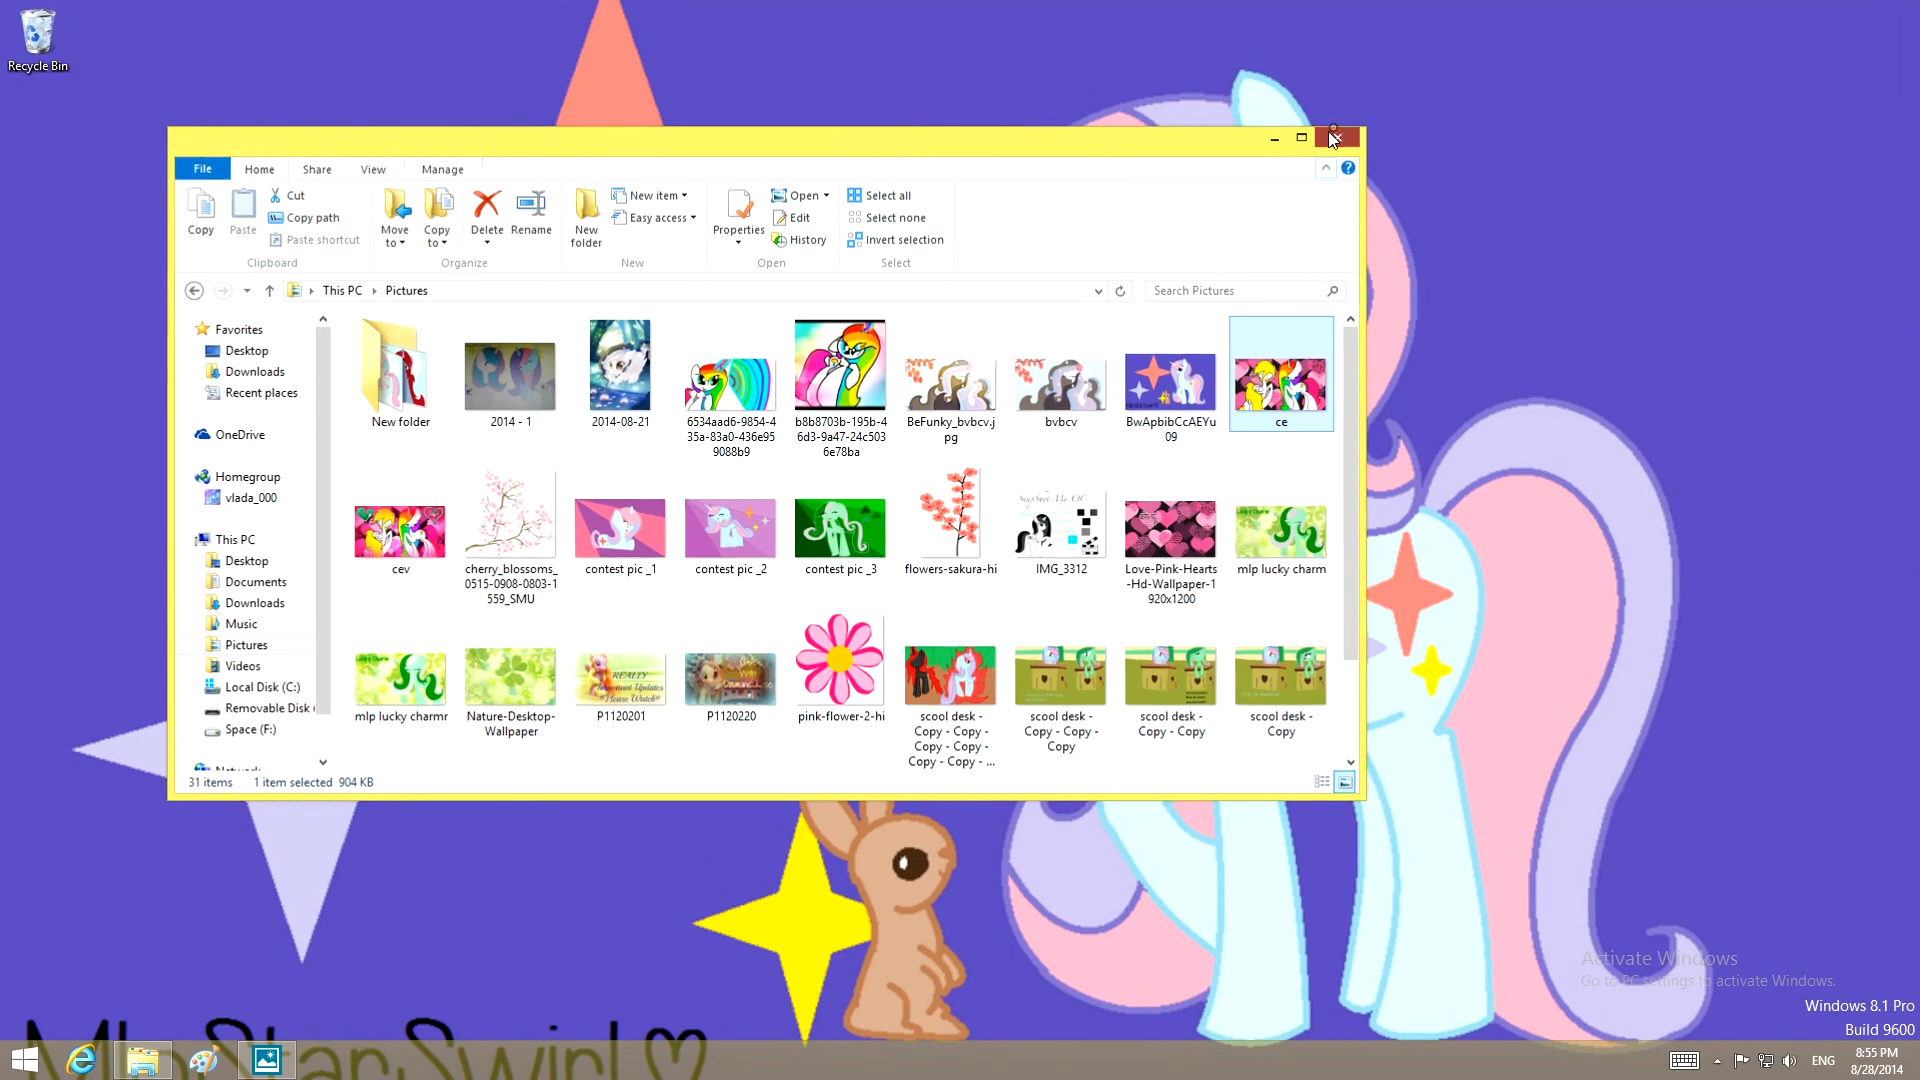 Recycle Bin
File Home Share View Manage
Copy
Paste
Cut
Copy path
Paste shortcut
Clipboard
Move to
Copy to
Delete
Rename
Organize
New folder
New item
Easy access
New
Properties
Open
Edit
History
Open
Select all
Select none
Invert selection
Select
This PC Pictures
Search Pictures
Favorites
Desktop
Downloads
Recent places
OneDrive
Homegroup
vlada_000
This PC
Desktop
Documents
Downloads
Music
Pictures
Videos
Local Disk (C:)
Removable Disk (
Space (F:)
New folder
2014 - 1
2014-08-21
6534aad6-9854-4
35a-83a0-436e95
9088b9
b8b8703b-195b-4
6d3-9a47-24c503
6e78ba
BeFunky_bvbcv.j
pg
bvbcv
BwApbibCcAEYu
09
ce
cev
cherry_blossoms_
0515-0908-0803-1
559_SMU
contest pic _1
contest pic _2
contest pic _3
flowers-sakura-hi
IMG_3312
Love-Pink-Hearts
-Hd-Wallpaper-1
920x1200
mlp lucky charm
mlp lucky charmr
Nature-Desktop-
Wallpaper
REALLY
Important Updates
P1120201
P1120220
pink-flower-2-hi
scool desk -
Copy - Copy -
Copy - Copy -
Copy - Copy - ...
scool desk -
Copy - Copy -
Copy
scool desk -
Copy - Copy
scool desk -
Copy
31 items 1 item selected 904 KB
Activate Windows
Go to PC settings to activate Windows.
Windows 8.1 Pro
Build 9600
ENG
8:55 PM
8/28/2014